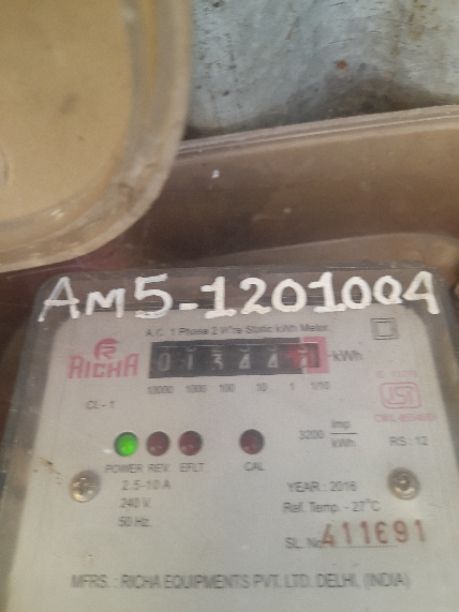 AM5-1201004
A.C. 1 Phase 2 Wire Static kWh Meter
R
RICHA
01344
kWh
10000 1000 100 10 1 1/10
CL-1
3200 imp/kWh
RS : 12
POWER REV. EFLT. CAL
2.5-10 A
240 V.
50 Hz.
YEAR : 2016
Ref. Temp. - 27°C
SL. No. 411691
MFRS. : RICHA EQUIPMENTS PVT. LTD. DELHI, (INDIA)